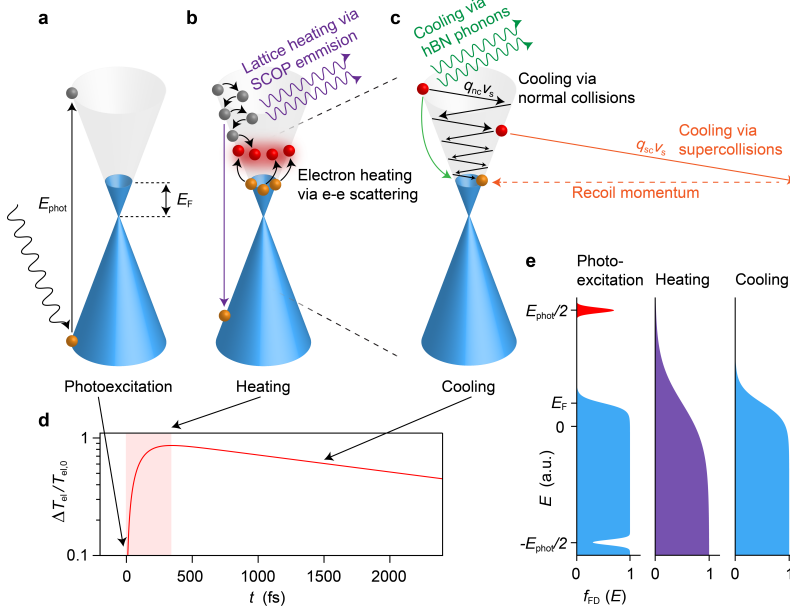 a
b
c
Lattice heating via
SCOP emmision
Cooling via
hBN phonons
Cooling via
normal collisions
q_nc v_s
E_phot
E_F
Electron heating
via e-e scattering
Cooling via
supercollisions
q_sc v_s
Recoil momentum
Photoexcitation
Heating
Cooling
d
1
0.1
ΔT_el / T_el,0
0
500
1000
1500
2000
t (fs)
e
Photo-
excitation
Heating
Cooling
E_phot/2
E_F
0
-E_phot/2
E (a.u.)
0 1 0 1 0 1
f_FD (E)